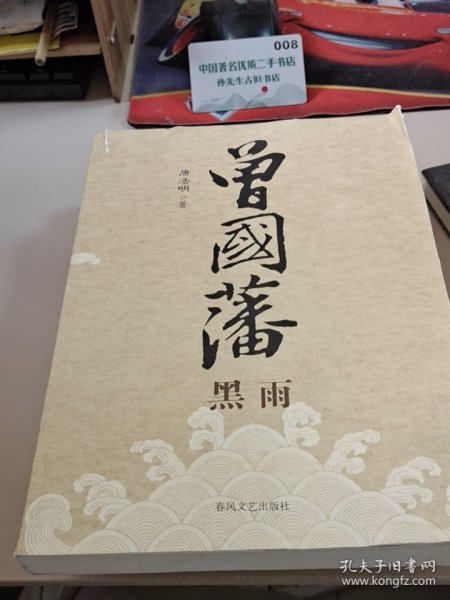 008
中国著名优质二手书店
孙先生古旧书店
唐浩明 ◎ 著
曾國藩
黑雨
春风文艺出版社
孔夫子旧书网
www.kongfz.com